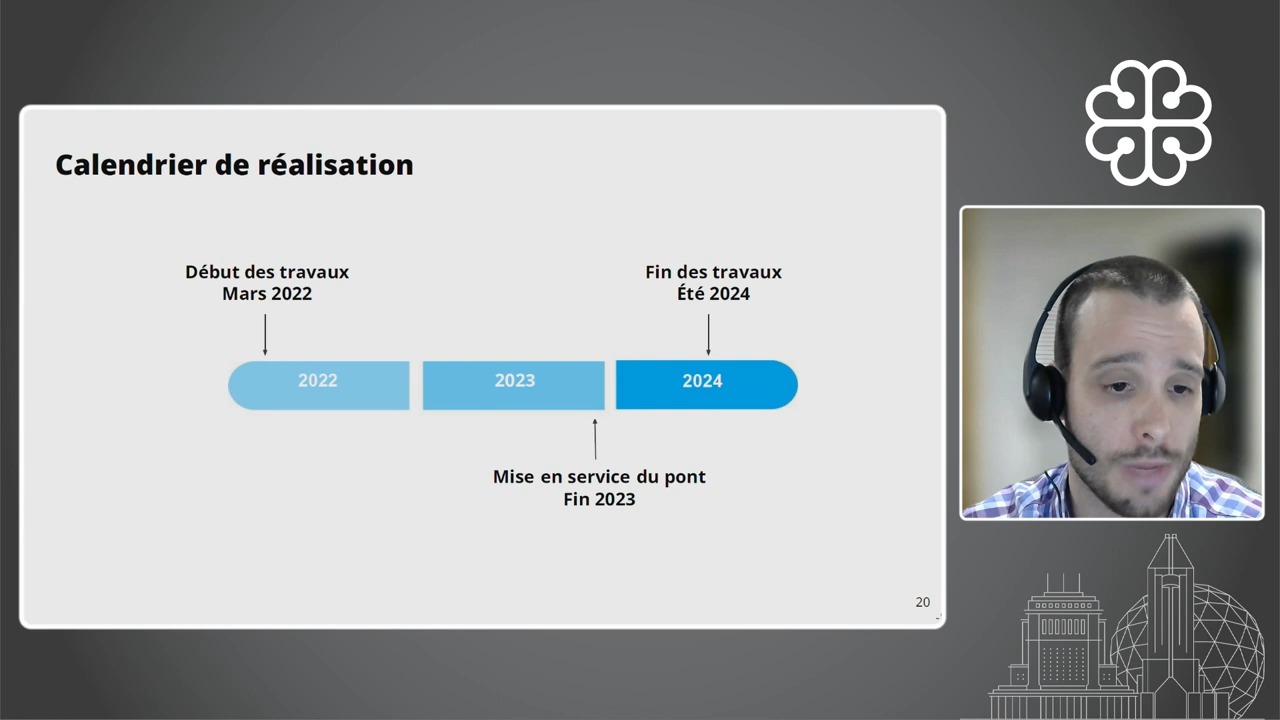 Calendrier de réalisation
Début des travaux
Mars 2022
Fin des travaux
Été 2024
2022
2023
2024
Mise en service du pont
Fin 2023
20